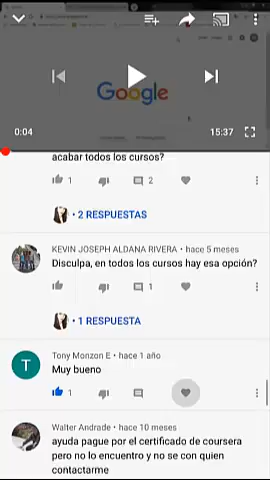 Google
0:04
15:37
acabar todos los cursos?
1
2
• 2 RESPUESTAS
KEVIN JOSEPH ALDANA RIVERA • hace 5 meses
Disculpa, en todos los cursos hay esa opción?
1
• 1 RESPUESTA
T
Tony Monzon E • hace 1 año
Muy bueno
1
Walter Andrade • hace 10 meses
ayuda pague por el certificado de coursera
pero no lo encuentro y no se con quien
contactarme